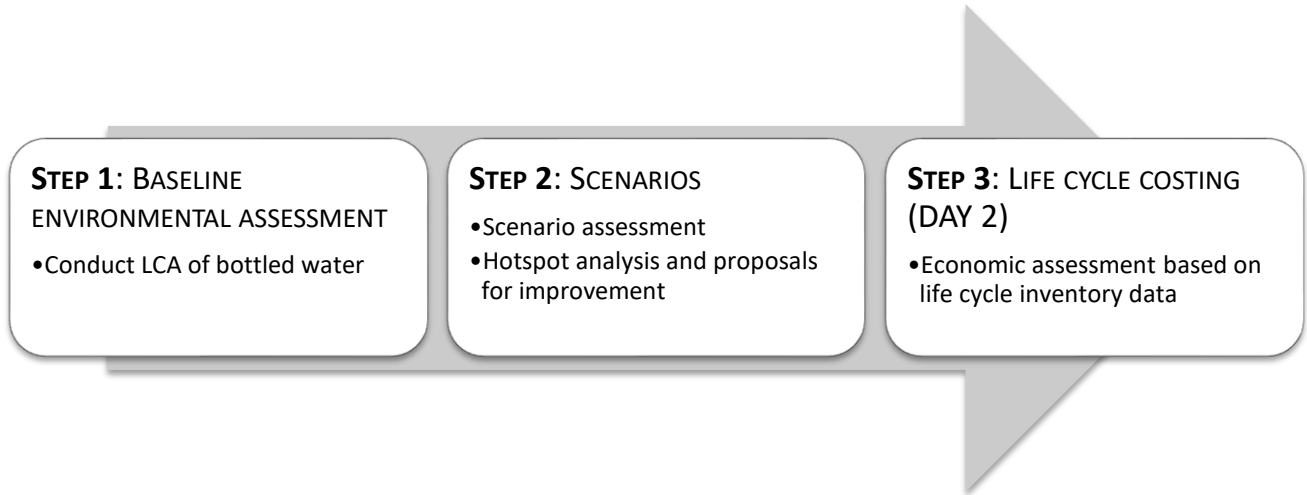 STEP 1: BASELINE
ENVIRONMENTAL ASSESSMENT
•Conduct LCA of bottled water
STEP 2: SCENARIOS
•Scenario assessment
•Hotspot analysis and proposals
for improvement
STEP 3: LIFE CYCLE COSTING
(DAY 2)
•Economic assessment based on
life cycle inventory data